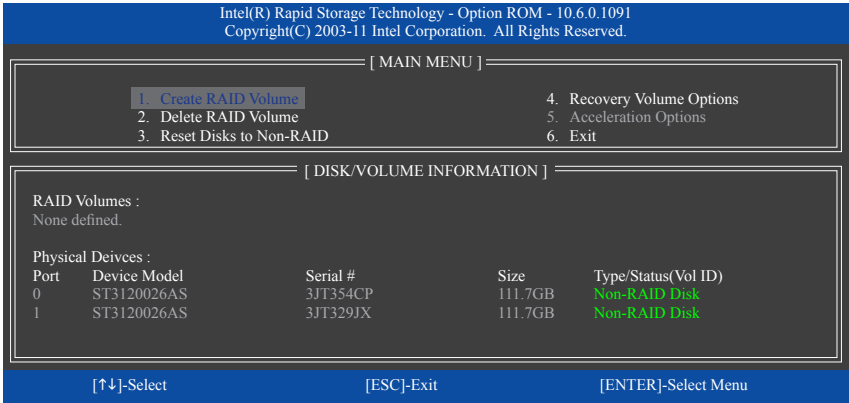 Intel(R) Rapid Storage Technology - Option ROM - 10.6.0.1091
Copyright(C) 2003-11 Intel Corporation.  All Rights Reserved.
[ MAIN MENU ]
1.  Create RAID Volume
2.  Delete RAID Volume
3.  Reset Disks to Non-RAID
4.  Recovery Volume Options
5.  Acceleration Options
6.  Exit
[ DISK/VOLUME INFORMATION ]
RAID Volumes :
None defined.
Physical Deivces :
Port Device Model Serial # Size Type/Status(Vol ID)
0 ST3120026AS 3JT354CP 111.7GB Non-RAID Disk
1 ST3120026AS 3JT329JX 111.7GB Non-RAID Disk
[↑↓]-Select [ESC]-Exit [ENTER]-Select Menu